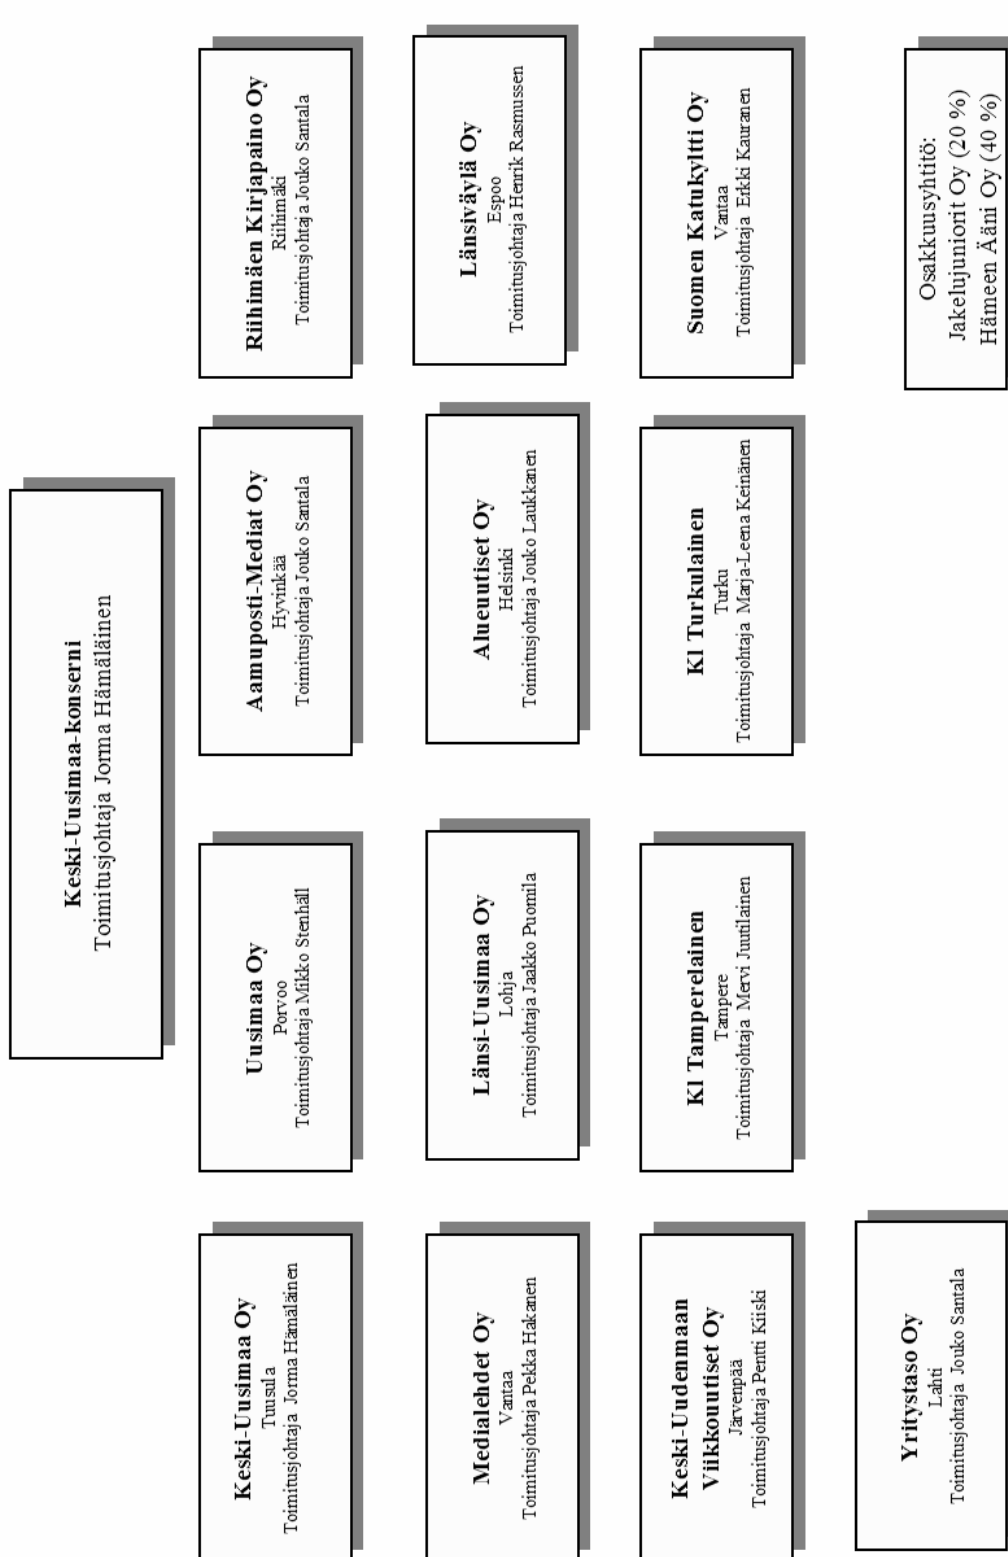 Keski-Uusimaa-konserni
Toimitusjohtaja Jorma Hämäläinen
Keski-Uusimaa Oy
Tuusula
Toimitusjohtaja Jorma Hämäläinen
Uusimaa Oy
Porvoo
Toimitusjohtaja Mikko Stenhäll
Aamuposti-Mediat Oy
Hyvinkää
Toimitusjohtaja Jouko Santala
Riihimäen Kirjapaino Oy
Riihimäki
Toimitusjohtaja Jouko Santala
Medialehdet Oy
Vantaa
Toimitusjohtaja Pekka Hakanen
Länsi-Uusimaa Oy
Lohja
Toimitusjohtaja Jaakko Puomila
Alueuutiset Oy
Helsinki
Toimitusjohtaja Jouko Laukkanen
Länsiväylä Oy
Espoo
Toimitusjohtaja Henrik Rasmussen
Keski-Uudenmaan
Viikkouutiset Oy
Järvenpää
Toimitusjohtaja Pentti Kiiski
Kl Tamperelainen
Tampere
Toimitusjohtaja Mervi Juutilainen
Kl Turkulainen
Turku
Toimitusjohtaja Marja-Leena Keinänen
Suomen Katukyltti Oy
Vantaa
Toimitusjohtaja Erkki Kauranen
Yritystaso Oy
Lahti
Toimitusjohtaja Jouko Santala
Osakkuusyhtitö:
Jakelujuniorit Oy (20 %)
Hämeen Ääni Oy (40 %)